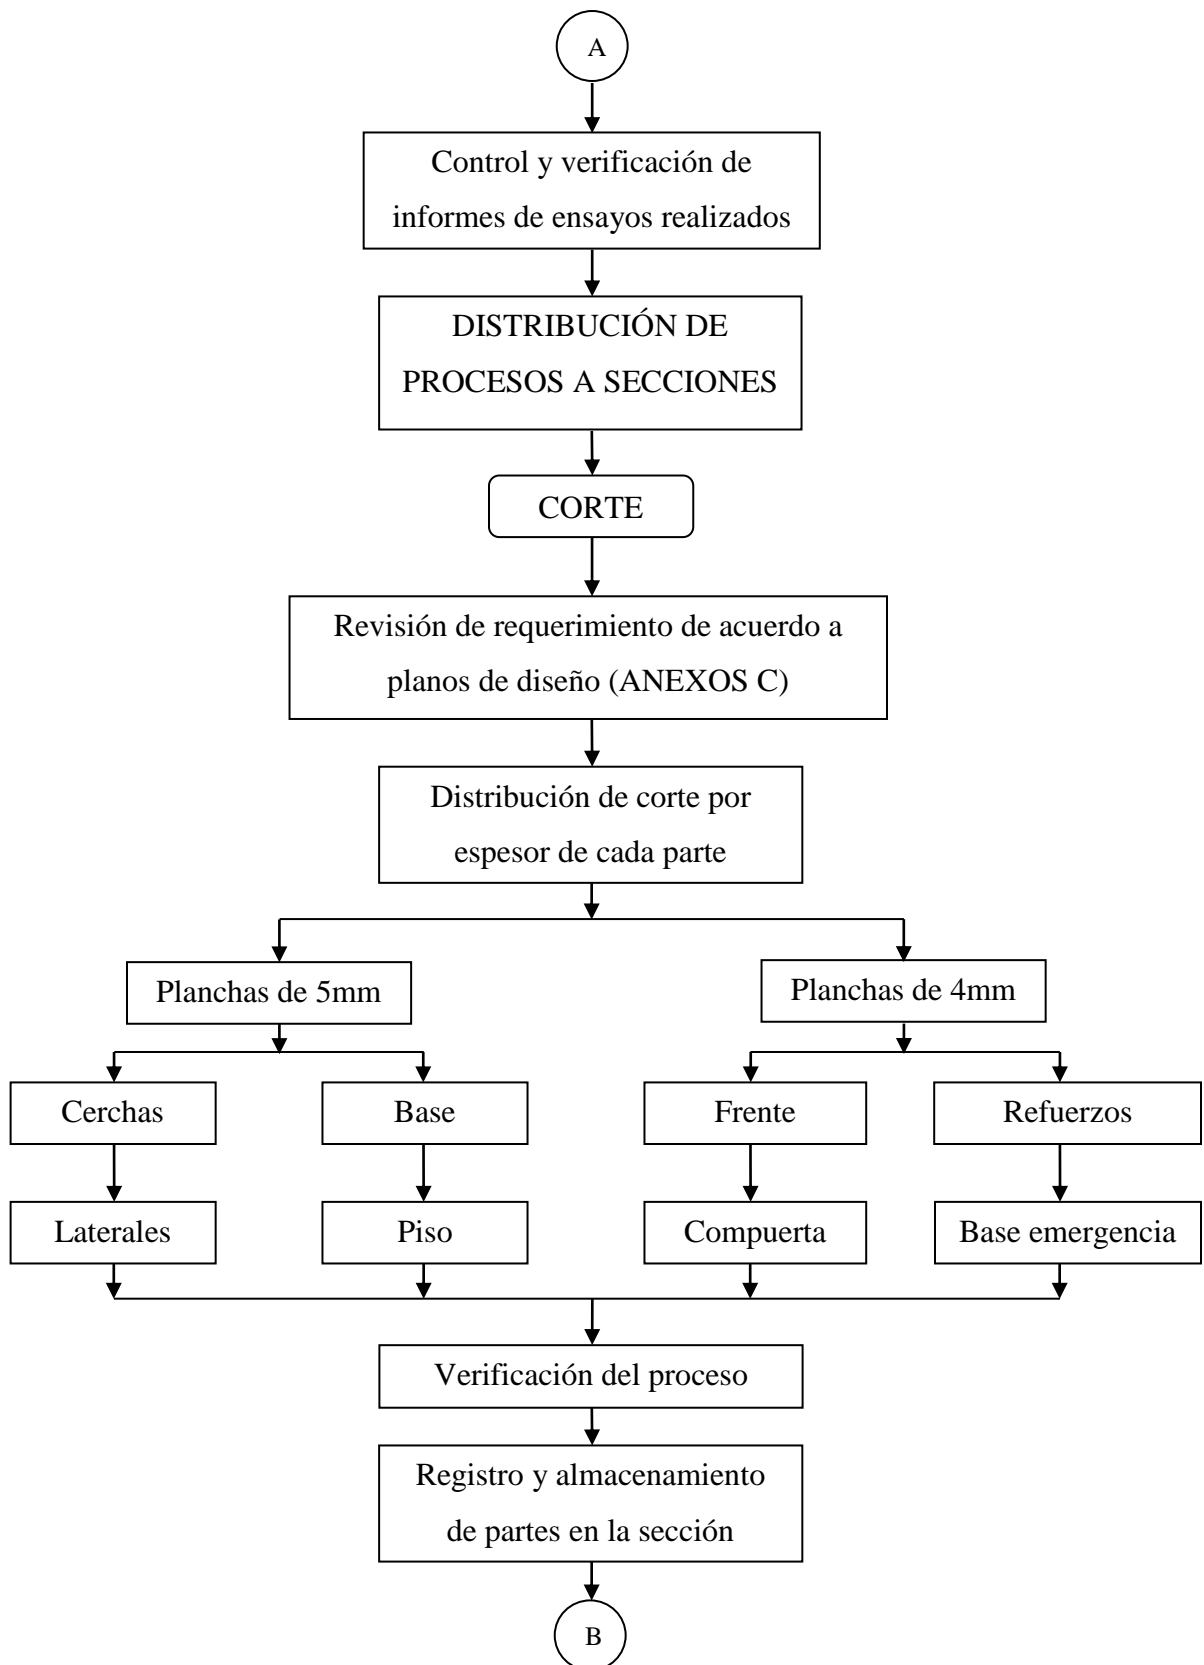 A
Control y verificación de
informes de ensayos realizados
DISTRIBUCIÓN DE
PROCESOS A SECCIONES
CORTE
Revisión de requerimiento de acuerdo a
planos de diseño (ANEXOS C)
Distribución de corte por
espesor de cada parte
Planchas de 5mm
Planchas de 4mm
Cerchas
Base
Frente
Refuerzos
Laterales
Piso
Compuerta
Base emergencia
Verificación del proceso
Registro y almacenamiento
de partes en la sección
B